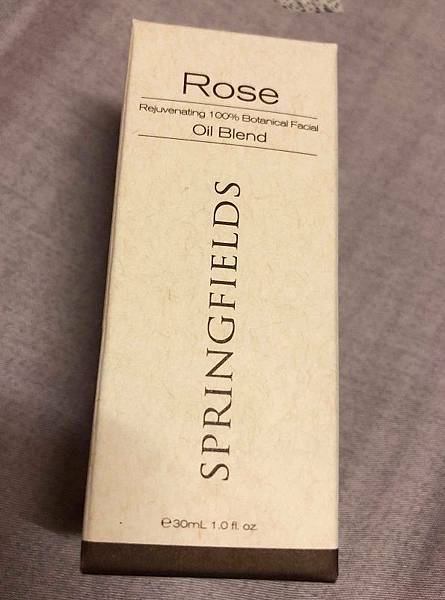 Rose
Rejuvenating 100% Botanical Facial
Oil Blend
SPRINGFIELDS
℮30mL 1.0 fl. oz.